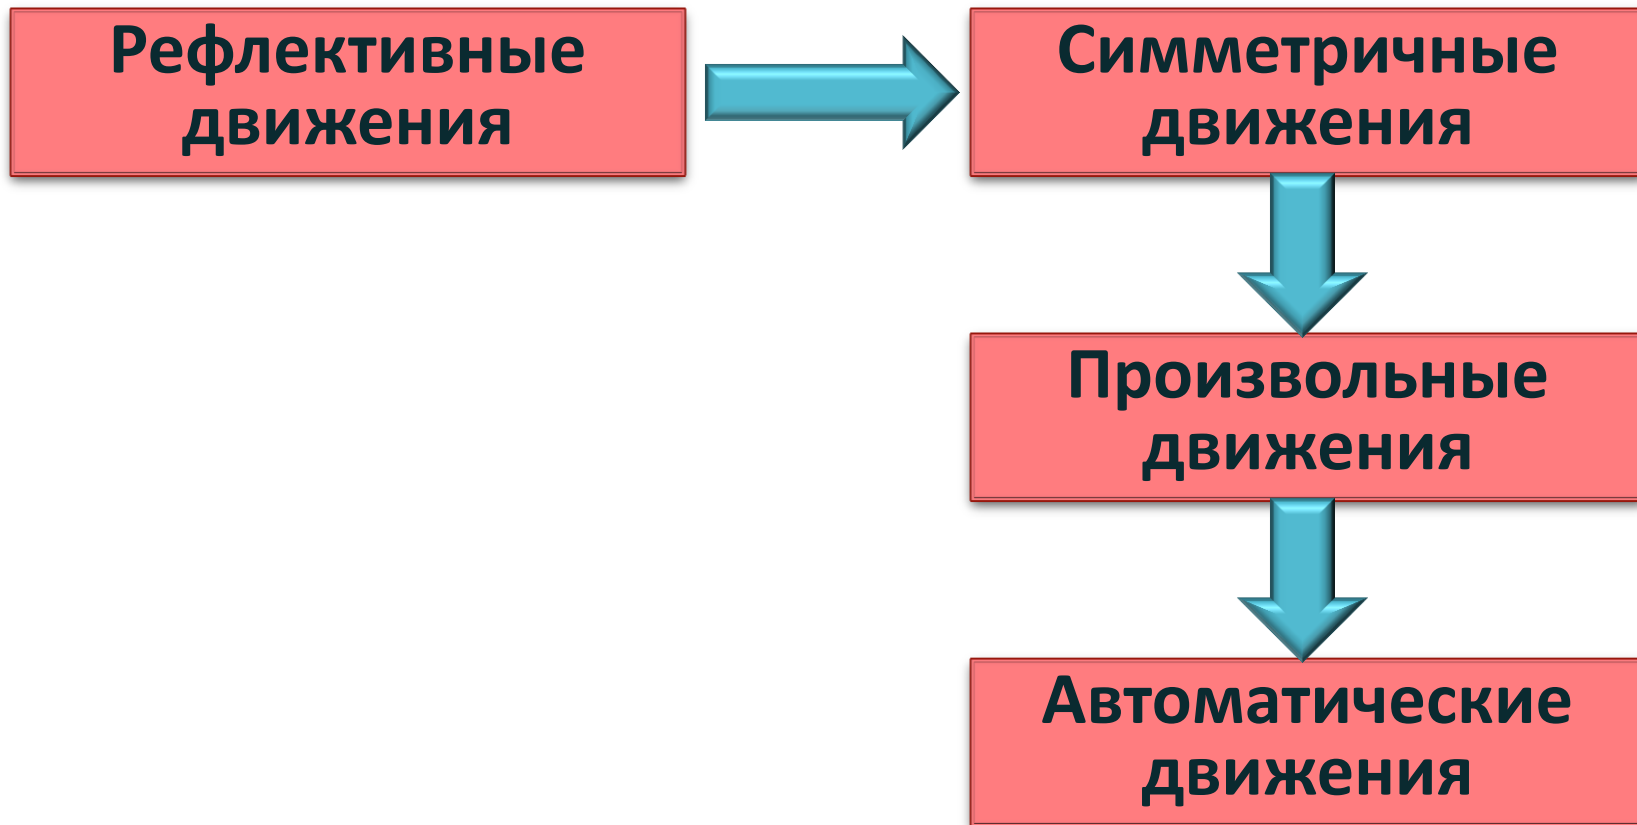 Рефлективные
движения
Симметричные
движения
Произвольные
движения
Автоматические
движения